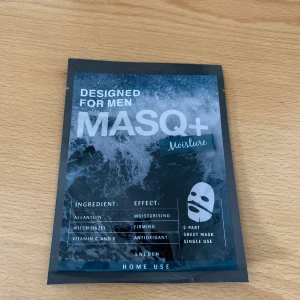 DESIGNED
FOR MEN
MASQ+
Moisture
INGREDIENT: EFFECT:
ALLANTOIN MOISTURISING
WITCH HAZEL FIRMING
VITAMIN C AND E ANTIOXIDANT
2-PART
SHEET MASK
SINGLE USE
SWEDEN
HOME USE